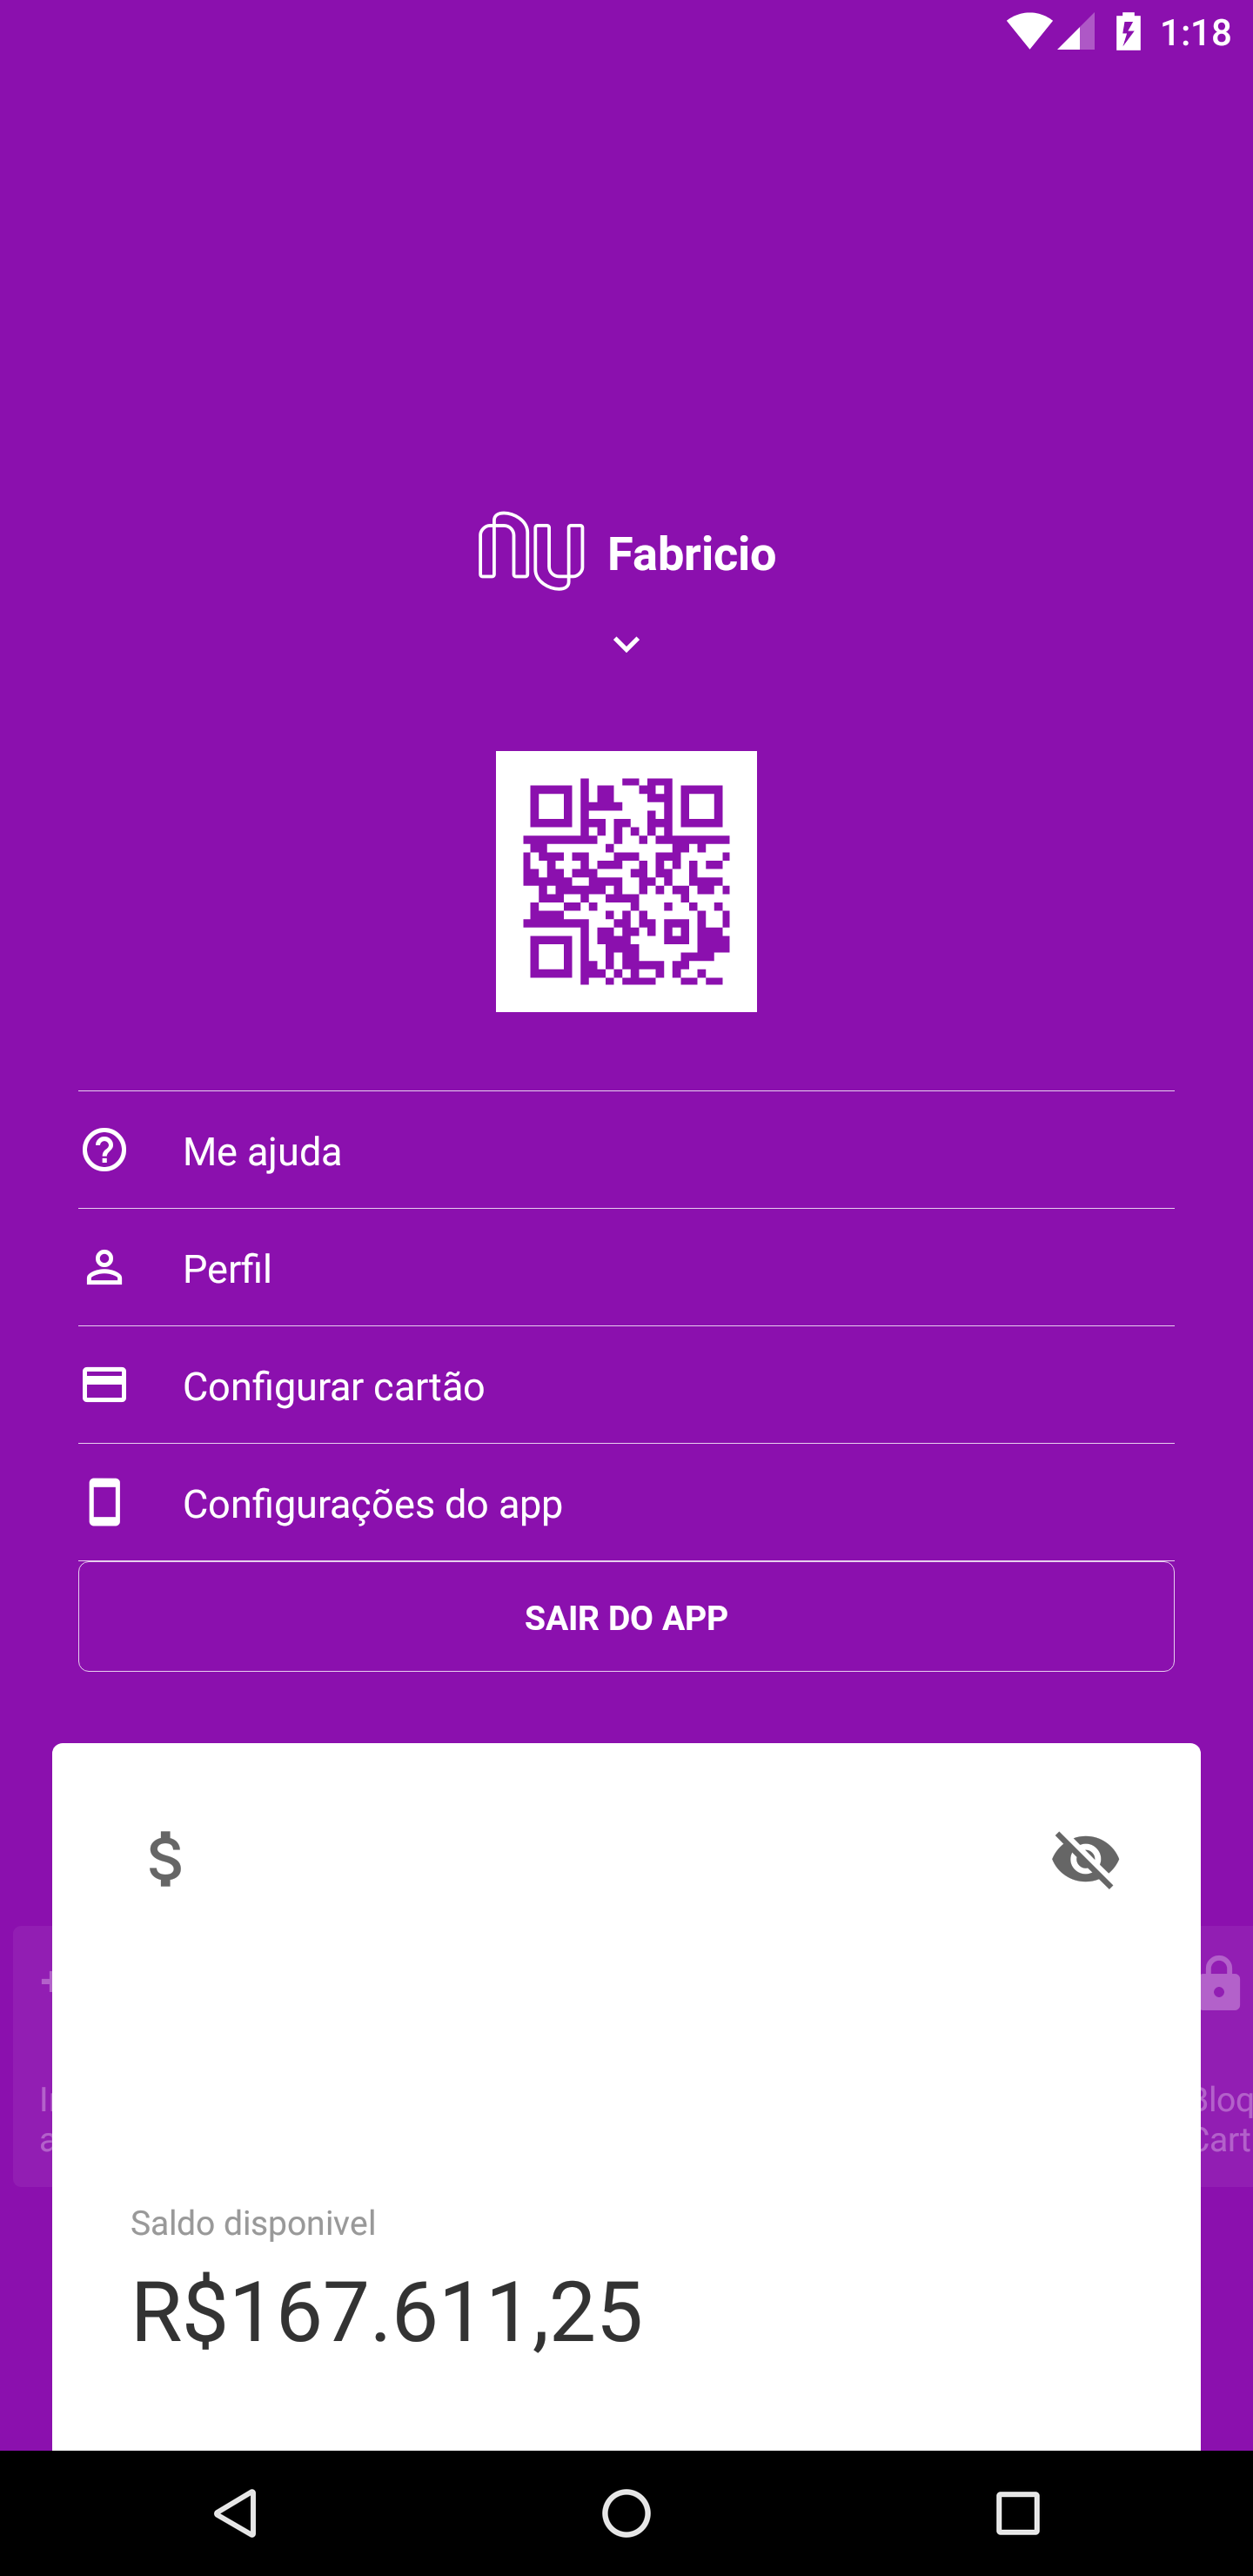 1:18
nu Fabricio
Me ajuda
Perfil
Configurar cartão
Configurações do app
SAIR DO APP
$
Bloq
Cart
Saldo disponivel
R$167.611,25